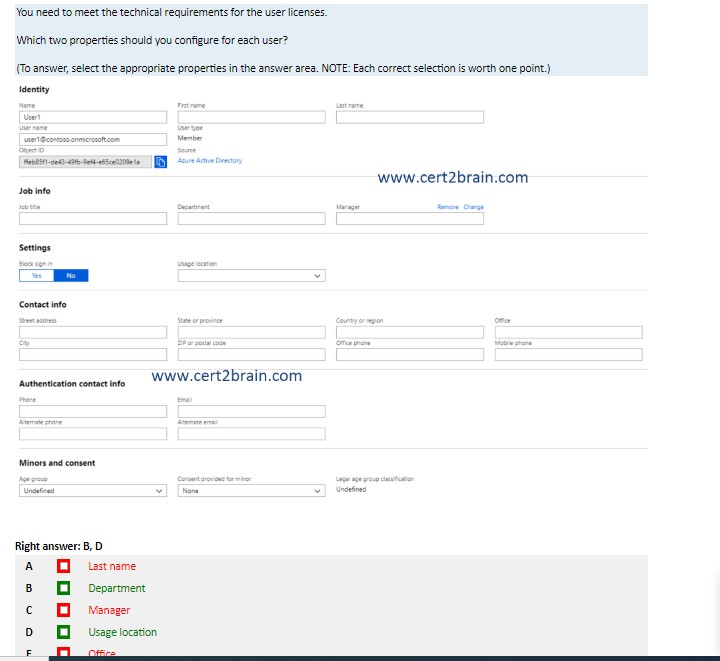 You need to meet the technical requirements for the user licenses.
Which two properties should you configure for each user?
(To answer, select the appropriate properties in the answer area. NOTE: Each correct selection is worth one point.)
Identity
Name First name Last name
User1
User name User type
user1@contoso.onmicrosoft.com Member
Object ID Source
ffeb85f1-de43-49fb-9ef4-e65ce0209e1a Azure Active Directory
www.cert2brain.com
Job info
Job title Department Manager Remove Change
Settings
Block sign in Usage location
Yes No
Contact info
Street address State or province Country or region Office
City ZIP or postal code Office phone Mobile phone
www.cert2brain.com
Authentication contact info
Phone Email
Alternate phone Alternate email
Minors and consent
Age group Consent provided for minor Legal age group classification
Undefined None Undefined
Right answer: B, D
A Last name
B Department
C Manager
D Usage location
E Office